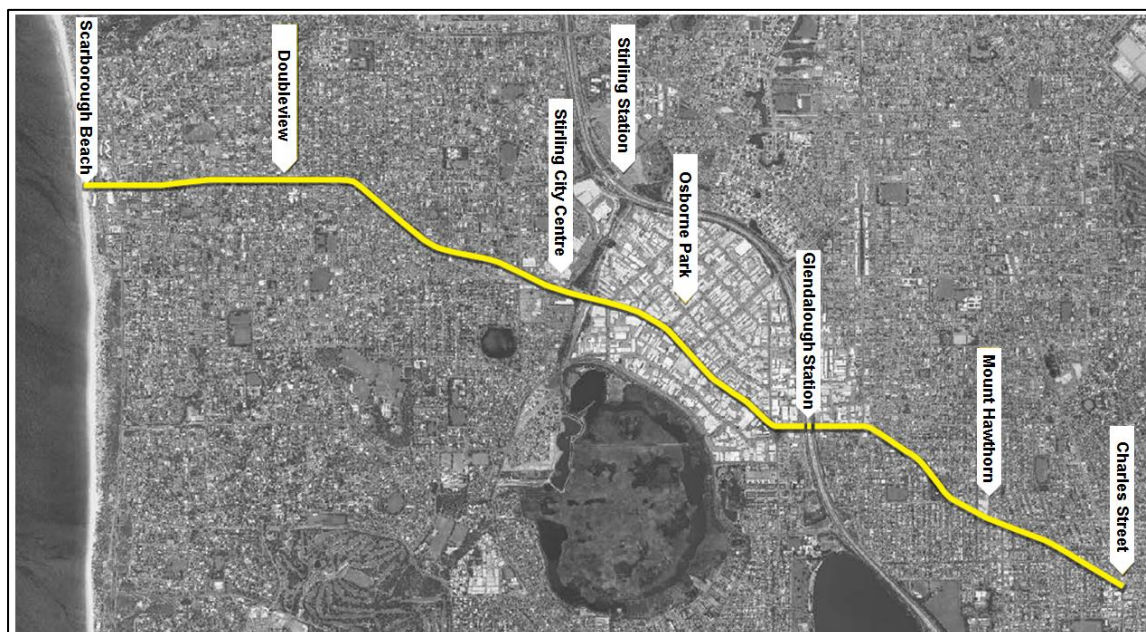 Scarborough Beach
Doubleview
Stirling City Centre
Stirling Station
Osborne Park
Glendalough Station
Mount Hawthorn
Charles Street